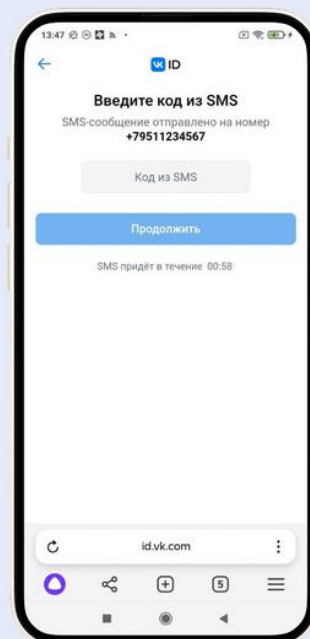 13:47
VK ID
Введите код из SMS
SMS-сообщение отправлено на номер
+79511234567
Код из SMS
Продолжить
SMS придёт в течение 00:58
id.vk.com
5